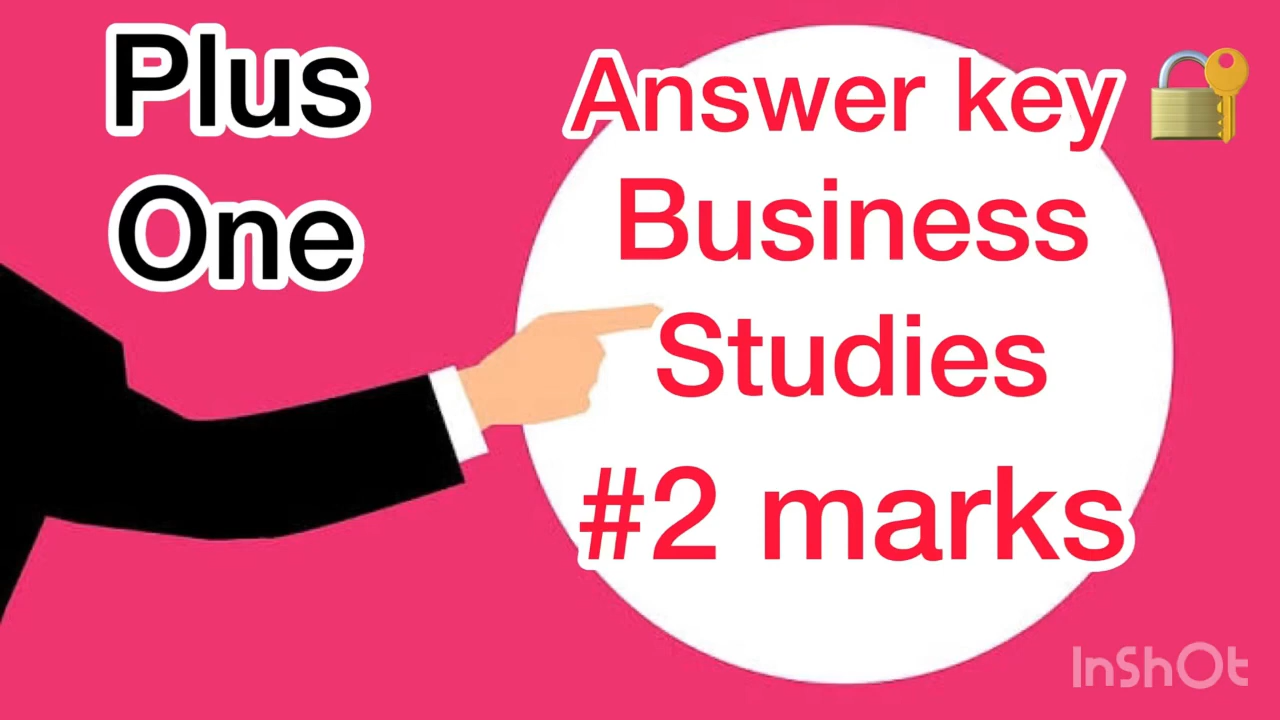 Plus
One
Answer key 🔐
Business
Studies
#2 marks
InShOt